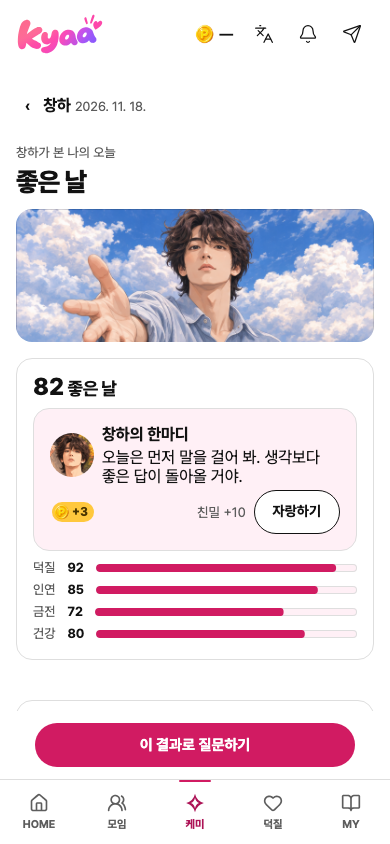 Kyaa
P —
‹ 창하 2026. 11. 18.
창하가 본 나의 오늘
좋은 날
82 좋은 날
창하의 한마디
오늘은 먼저 말을 걸어 봐. 생각보다
좋은 답이 돌아올 거야.
P +3 친밀 +10 자랑하기
덕질 92
인연 85
금전 72
건강 80
이 결과로 질문하기
HOME 모임 케미 덕질 MY